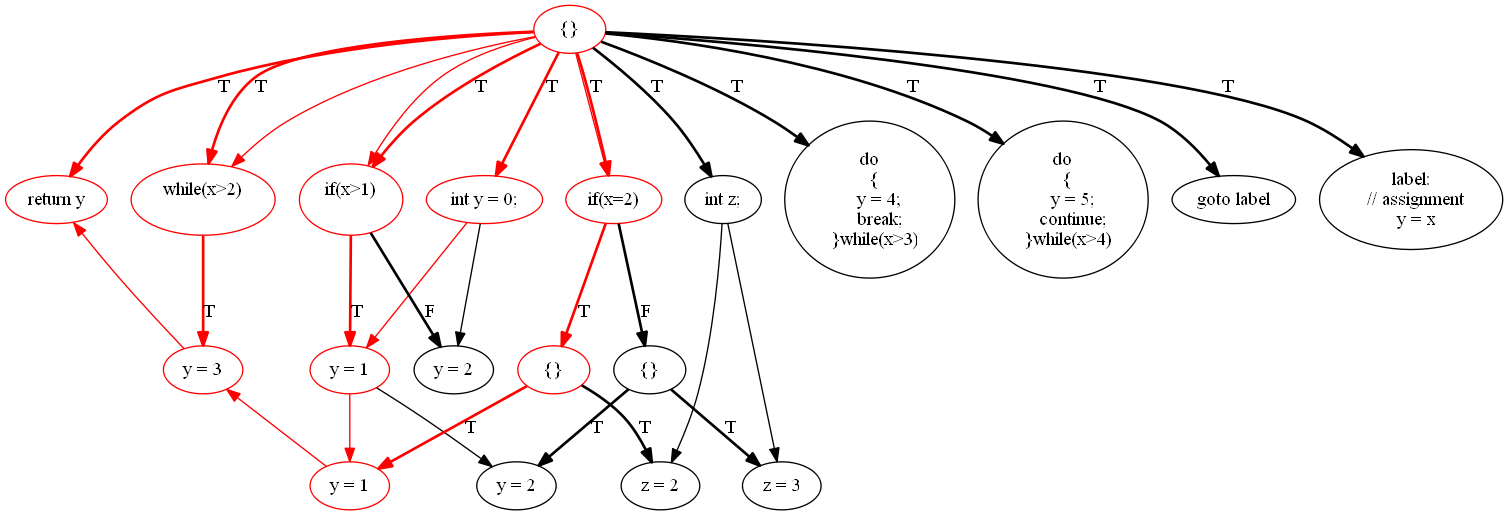 {}
T
T
T
T
T
T
T
T
T
T
return y
while(x>2)
if(x>1)
int y = 0;
if(x=2)
int z;
do
{
y = 4;
break;
}while(x>3)
do
{
y = 5;
continue;
}while(x>4)
goto label
label:
// assignment
y = x
T
T
F
T
F
y = 3
y = 1
y = 2
{}
{}
T
T
T
T
y = 1
y = 2
z = 2
z = 3